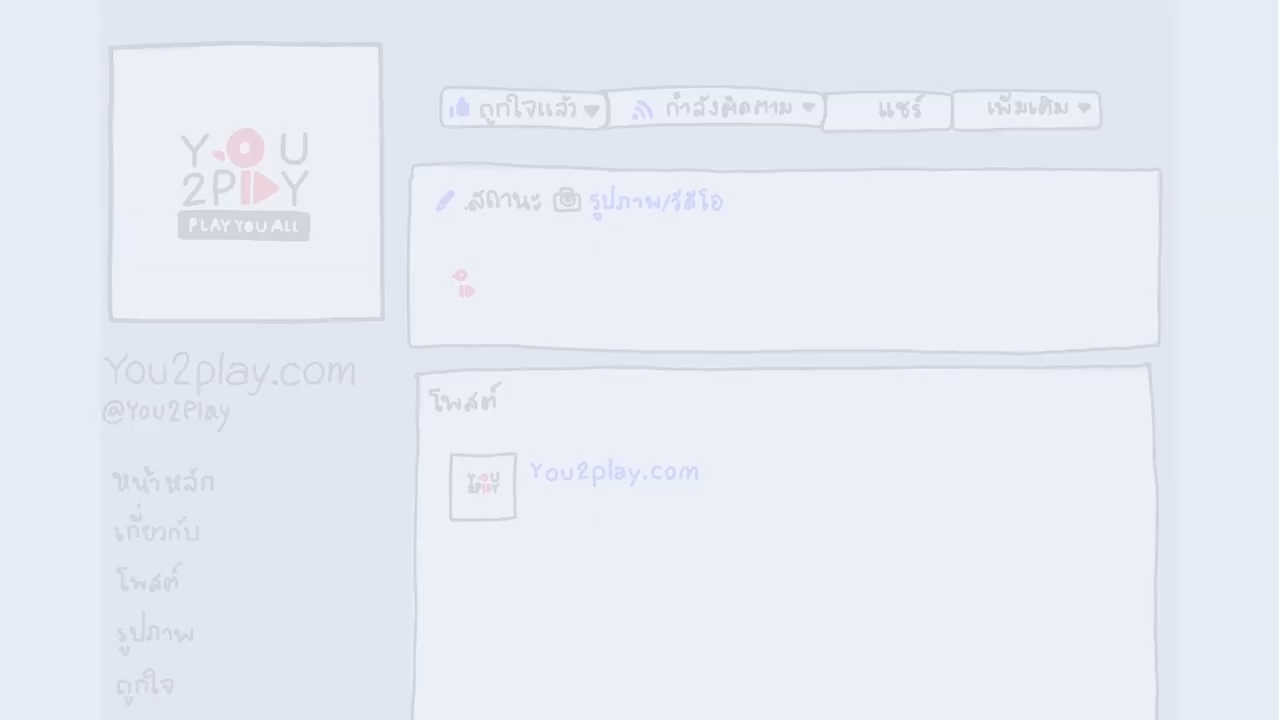 YOU
2PLAY
PLAY YOU ALL
ถูกใจแล้ว
กำลังติดตาม
แชร์
เพิ่มเติม
.สถานะ รูปภาพ/วีดีโอ
You2play.com
@You2Play
โพสต์
YOU
2PLAY
You2play.com
หน้าหลัก
เกี่ยวกับ
โพสต์
รูปภาพ
ถูกใจ